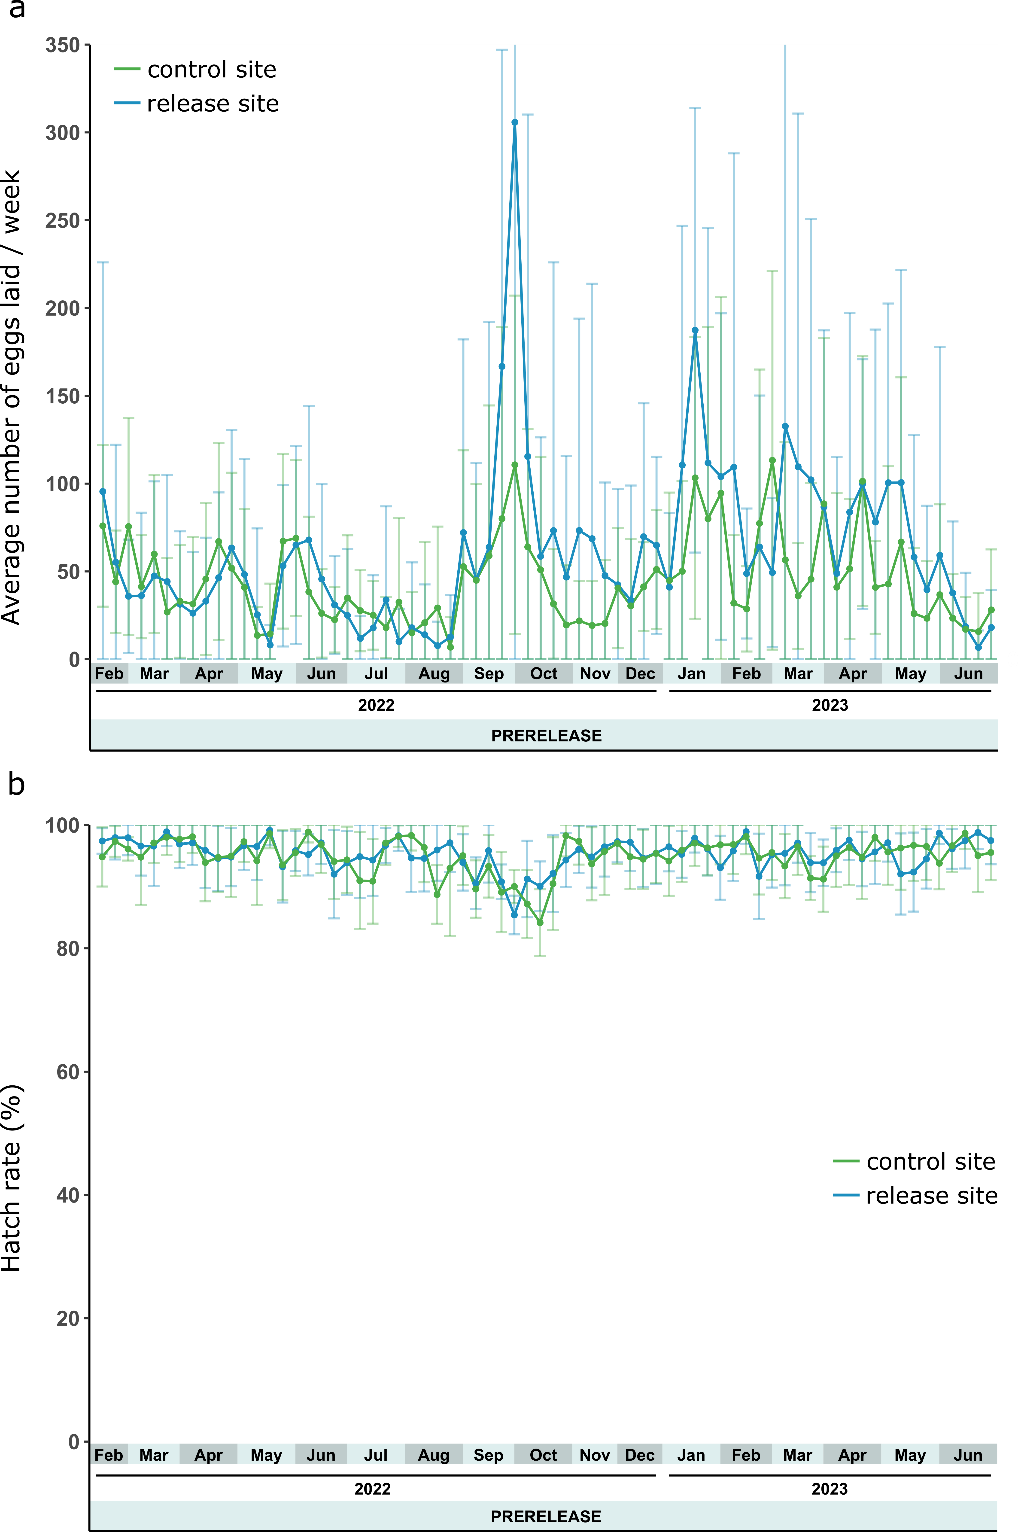 a
350
300
250
200
150
100
50
0
Average number of eggs laid / week
control site
release site
Feb Mar Apr May Jun Jul Aug Sep Oct Nov Dec Jan Feb Mar Apr May Jun
2022 2023
PRERELEASE
b
100
80
60
40
20
0
Hatch rate (%)
control site
release site
Feb Mar Apr May Jun Jul Aug Sep Oct Nov Dec Jan Feb Mar Apr May Jun
2022 2023
PRERELEASE